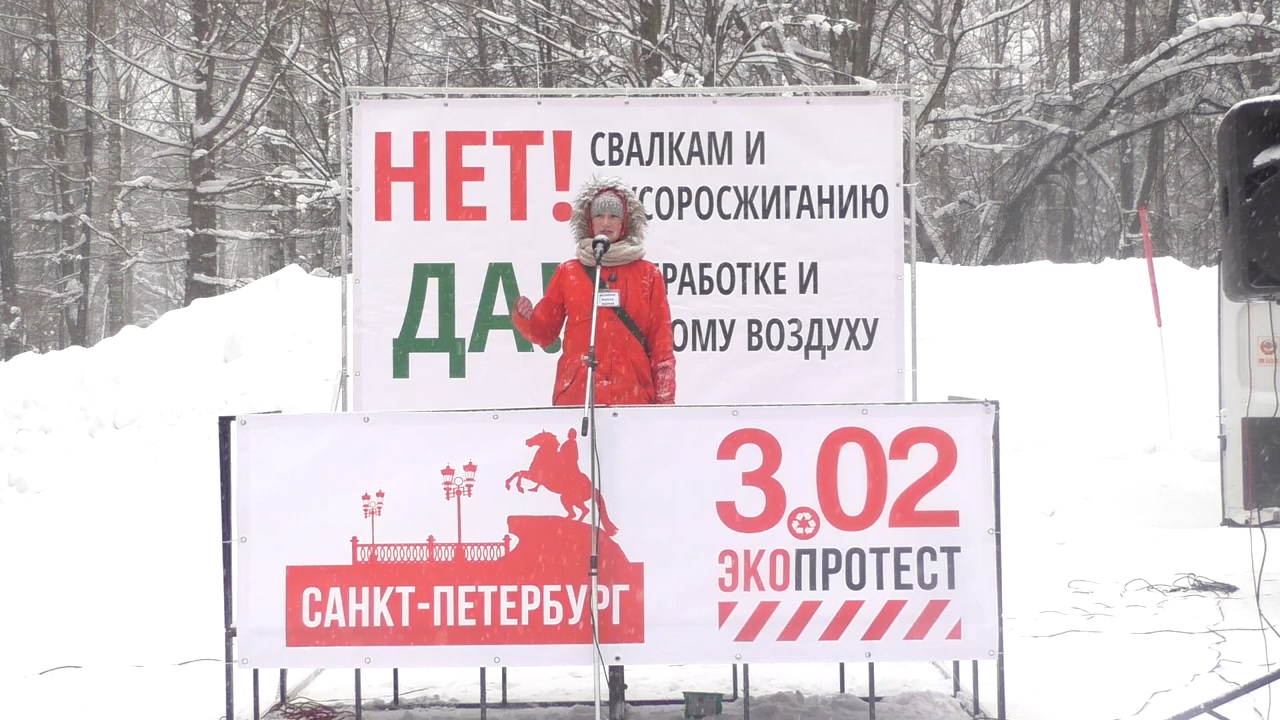 НЕТ! СВАЛКАМ И
СОРОСЖИГАНИЮ
ДА РАБОТКЕ И
ОМУ ВОЗДУХУ
САНКТ-ПЕТЕРБУРГ
3.02
ЭКОПРОТЕСТ